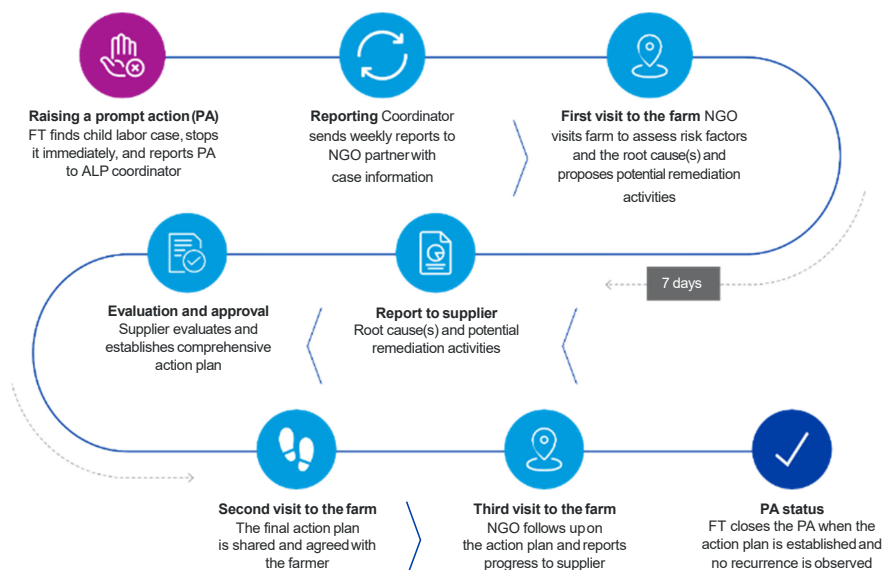 Raising a prompt action (PA)
FT finds child labor case, stops
it immediately, and reports PA
to ALP coordinator
Reporting Coordinator
sends weekly reports to
NGO partner with
case information
First visit to the farm NGO
visits farm to assess risk factors
and the root cause(s) and
proposes potential remediation
activities
7 days
Report to supplier
Root cause(s) and potential
remediation activities
Evaluation and approval
Supplier evaluates and
establishes comprehensive
action plan
Second visit to the farm
The final action plan
is shared and agreed with
the farmer
Third visit to the farm
NGO follows up on
the action plan and reports
progress to supplier
PA status
FT closes the PA when the
action plan is established and
no recurrence is observed